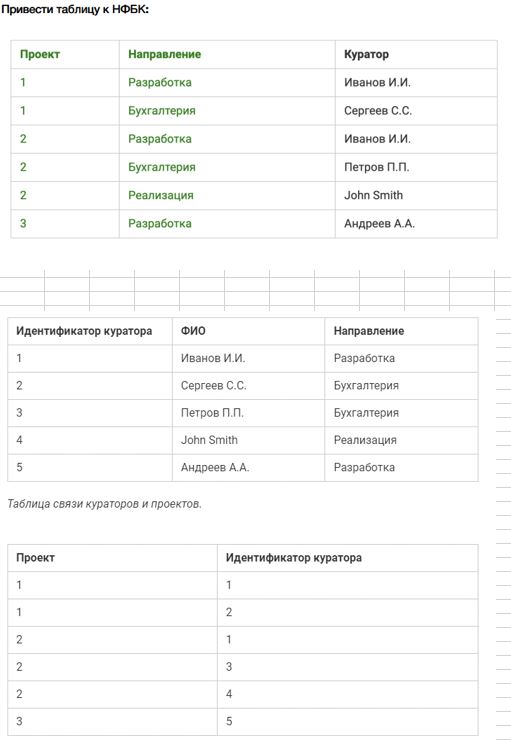 Привести таблицу к НФБК:
Проект Направление Куратор
1 Разработка Иванов И.И.
1 Бухгалтерия Сергеев С.С.
2 Разработка Иванов И.И.
2 Бухгалтерия Петров П.П.
2 Реализация John Smith
3 Разработка Андреев А.А.
Идентификатор куратора ФИО Направление
1 Иванов И.И. Разработка
2 Сергеев С.С. Бухгалтерия
3 Петров П.П. Бухгалтерия
4 John Smith Реализация
5 Андреев А.А. Разработка
Таблица связи кураторов и проектов.
Проект Идентификатор куратора
1 1
1 2
2 1
2 3
2 4
3 5